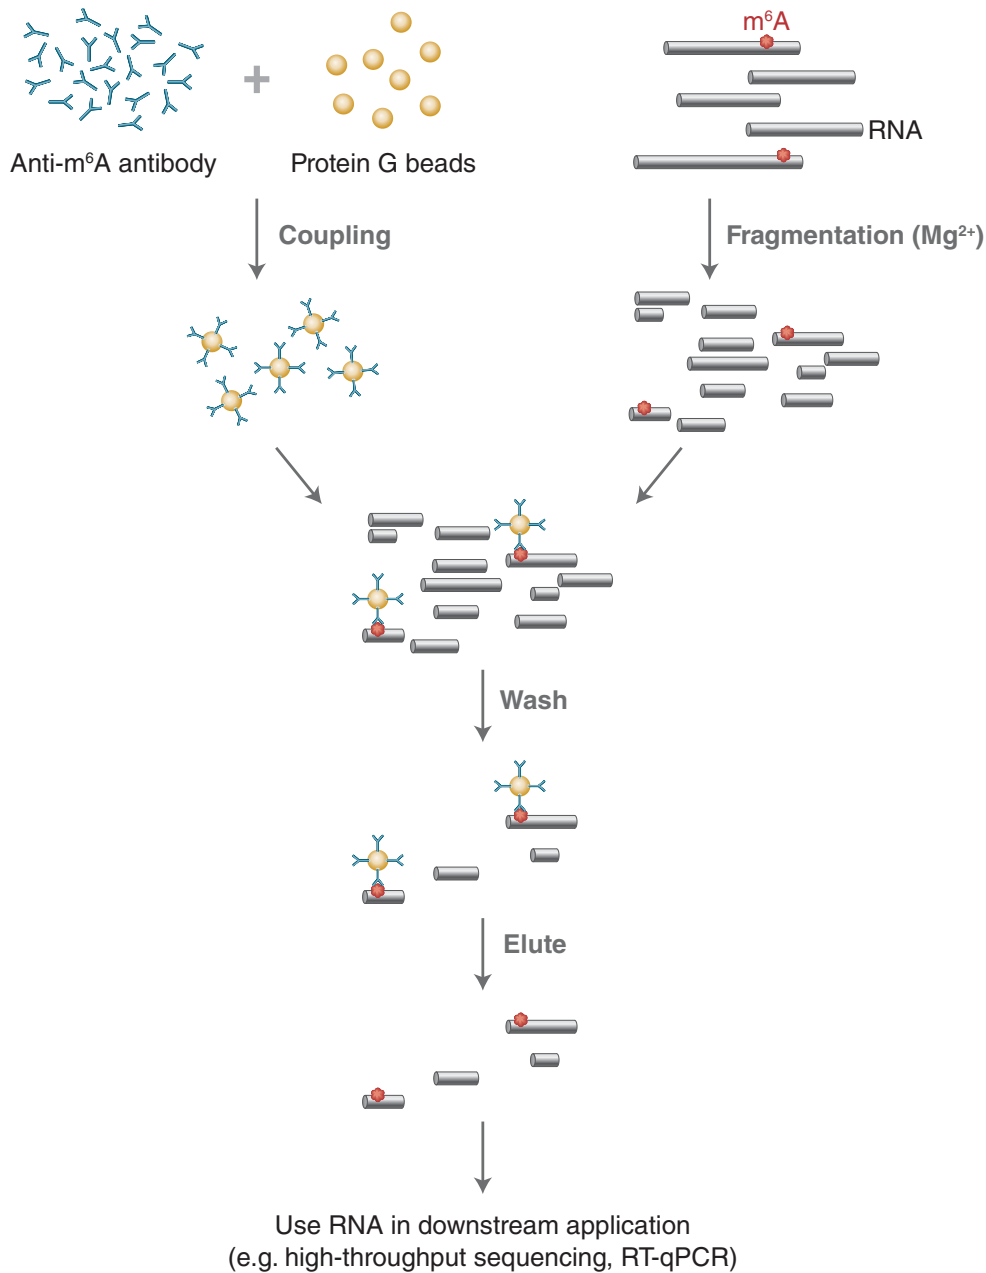 m⁶A
RNA
Anti-m⁶A antibody
Protein G beads
Coupling
Fragmentation (Mg²⁺)
Wash
Elute
Use RNA in downstream application
(e.g. high-throughput sequencing, RT-qPCR)